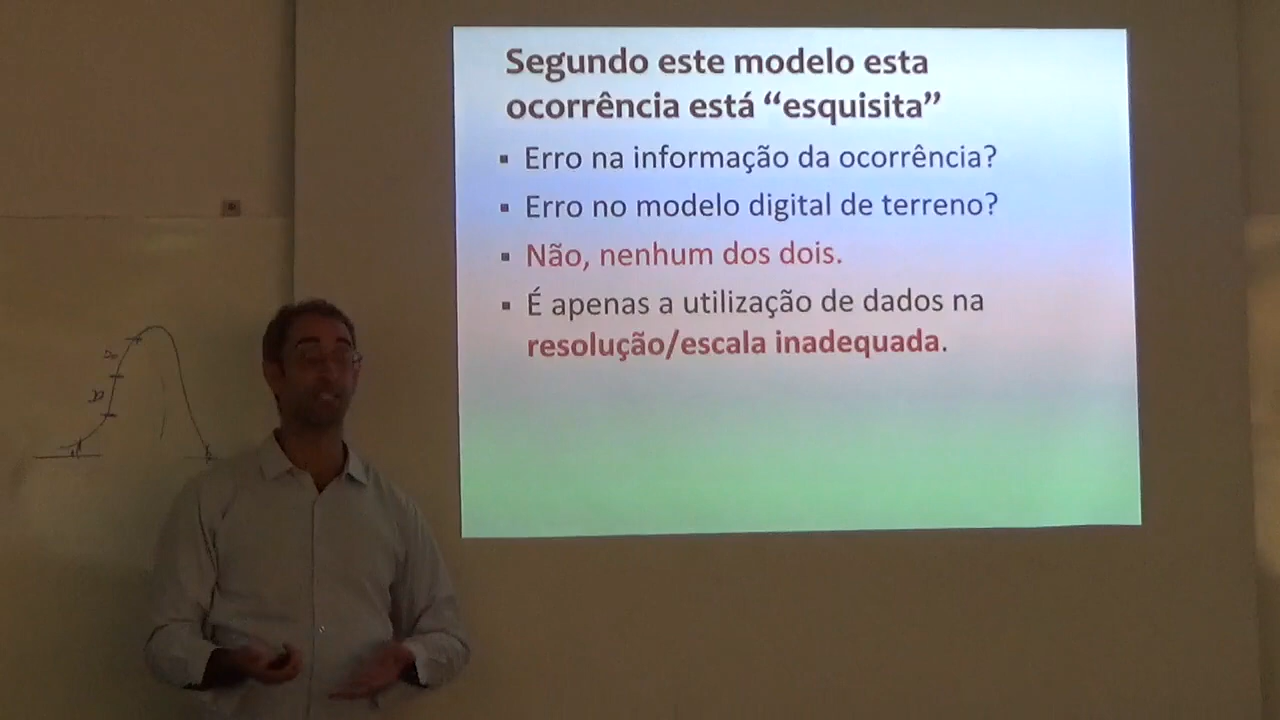 Segundo este modelo esta
ocorrência está “esquisita”
▪ Erro na informação da ocorrência?
▪ Erro no modelo digital de terreno?
▪ Não, nenhum dos dois.
▪ É apenas a utilização de dados na
resolução/escala inadequada.